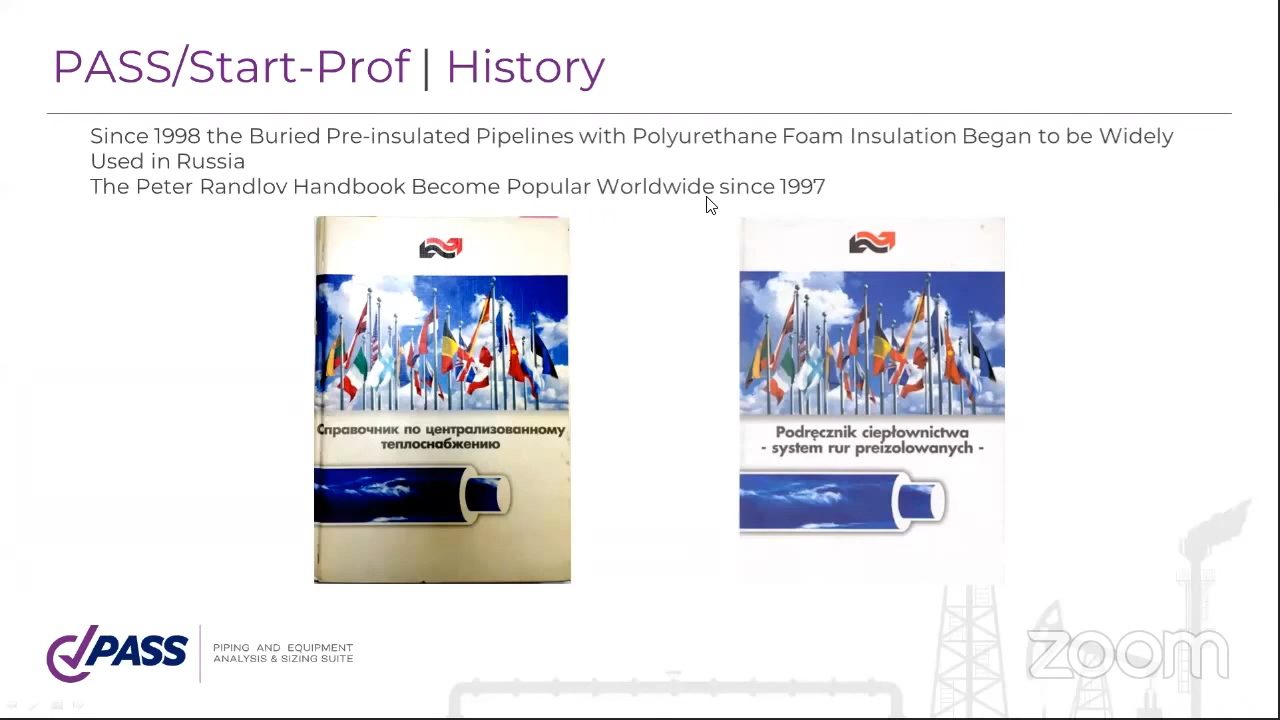 PASS/Start-Prof | History
Since 1998 the Buried Pre-insulated Pipelines with Polyurethane Foam Insulation Began to be Widely
Used in Russia
The Peter Randlov Handbook Become Popular Worldwide since 1997
Справочник по централизованному
теплоснабжению
Podręcznik ciepłownictwa
- system rur preizolowanych -
PASS
PIPING AND EQUIPMENT
ANALYSIS & SIZING SUITE
zoom